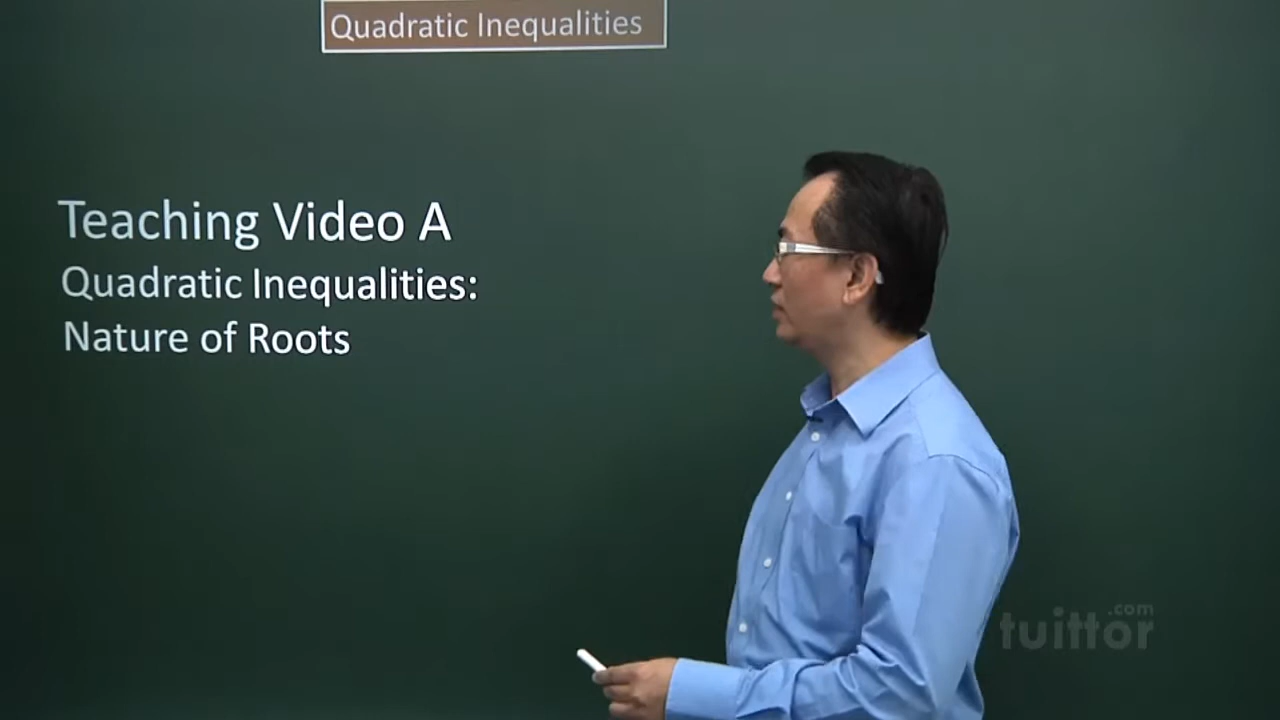 Quadratic Inequalities
Teaching Video A
Quadratic Inequalities:
Nature of Roots
tuittor.com